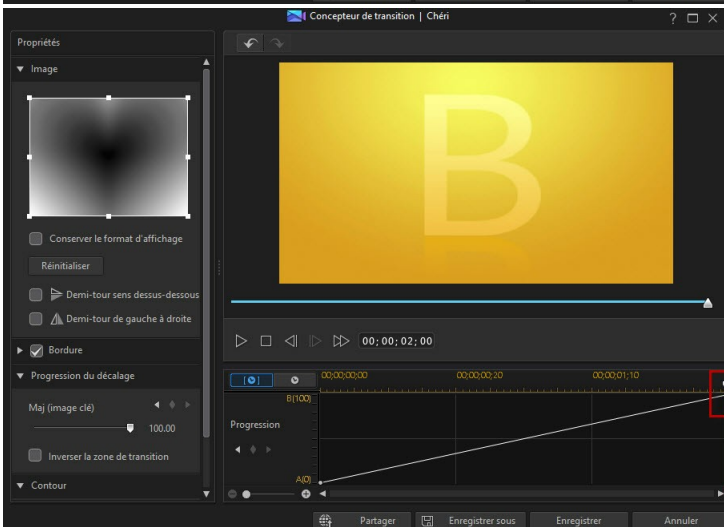 Concepteur de transition | Chéri
?
Propriétés
Image
Conserver le format d'affichage
Réinitialiser
Demi-tour sens dessus-dessous
Demi-tour de gauche à droite
Bordure
Progression du décalage
Maj (image clé)
100.00
Inverser la zone de transition
Contour
B
00;00;02;00
00;00;00;00 00;00;00;20 00;00;01;10
B(100)
Progression
A(0)
Partager Enregistrer sous Enregistrer Annuler